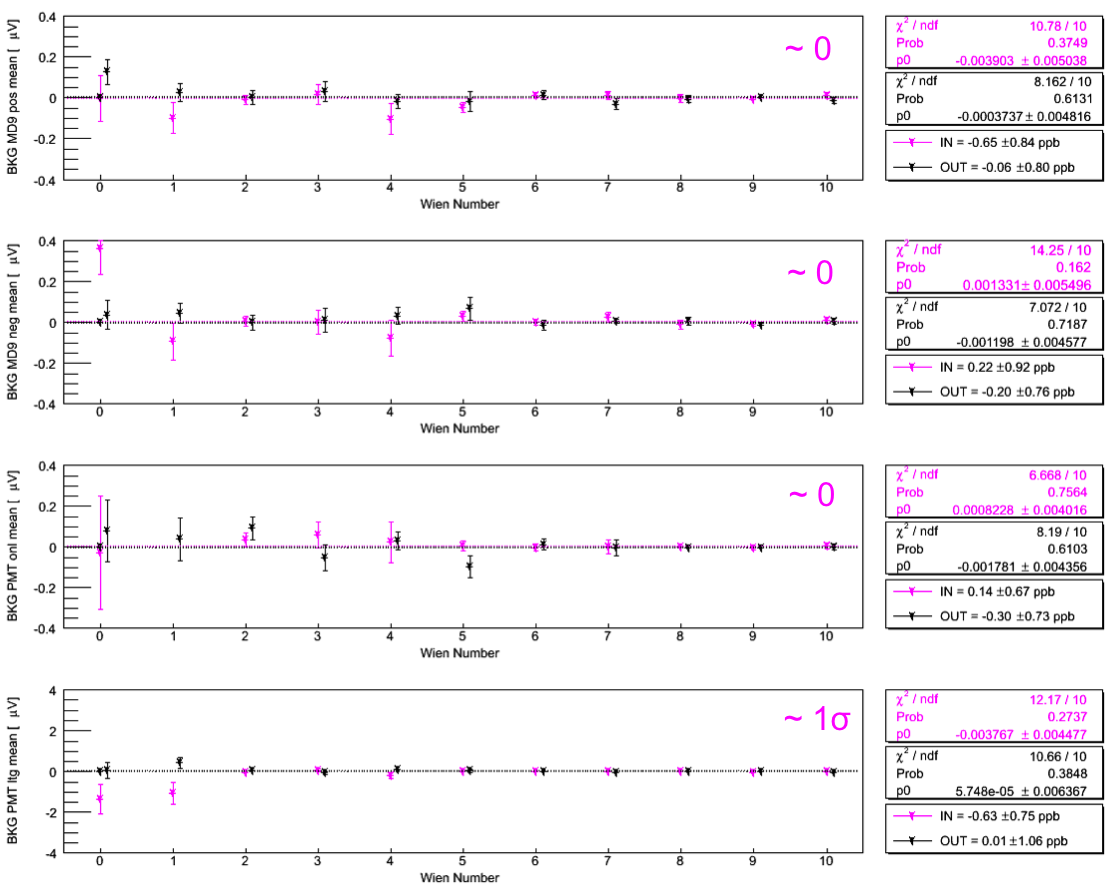 BKG MD9 pos mean [ μV]
0.4
0.2
0
-0.2
-0.4
~ 0
0 1 2 3 4 5 6 7 8 9 10
Wien Number
χ² / ndf 10.78 / 10
Prob 0.3749
p0 -0.003903 ± 0.005038
χ² / ndf 8.162 / 10
Prob 0.6131
p0 -0.0003737 ± 0.004816
IN = -0.65 ±0.84 ppb
OUT = -0.06 ±0.80 ppb
BKG MD9 neg mean [ μV]
0.4
0.2
0
-0.2
-0.4
~ 0
0 1 2 3 4 5 6 7 8 9 10
Wien Number
χ² / ndf 14.25 / 10
Prob 0.162
p0 0.001331 ± 0.005496
χ² / ndf 7.072 / 10
Prob 0.7187
p0 -0.001198 ± 0.004577
IN = 0.22 ±0.92 ppb
OUT = -0.20 ±0.76 ppb
BKG PMT onl mean [ μV]
0.4
0.2
0
-0.2
-0.4
~ 0
0 1 2 3 4 5 6 7 8 9 10
Wien Number
χ² / ndf 6.668 / 10
Prob 0.7564
p0 0.0008228 ± 0.004016
χ² / ndf 8.19 / 10
Prob 0.6103
p0 -0.001781 ± 0.004356
IN = 0.14 ±0.67 ppb
OUT = -0.30 ±0.73 ppb
BKG PMT ltg mean [ μV]
4
2
0
-2
-4
~ 1σ
0 1 2 3 4 5 6 7 8 9 10
Wien Number
χ² / ndf 12.17 / 10
Prob 0.2737
p0 -0.003767 ± 0.004477
χ² / ndf 10.66 / 10
Prob 0.3848
p0 5.748e-05 ± 0.006367
IN = -0.63 ±0.75 ppb
OUT = 0.01 ±1.06 ppb